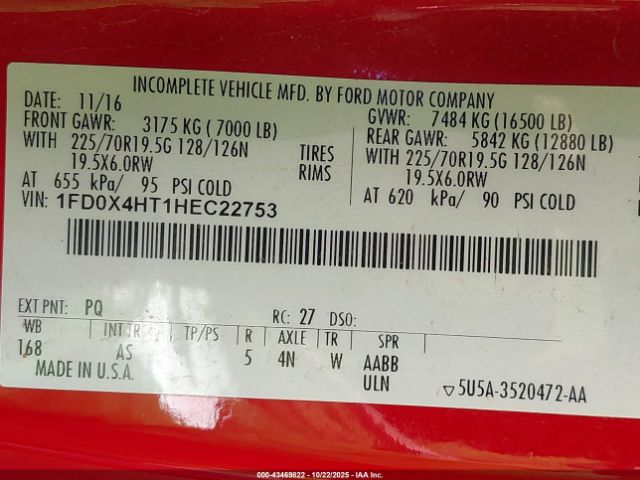 INCOMPLETE VEHICLE MFD. BY FORD MOTOR COMPANY
DATE: 11/16
FRONT GAWR: 3175 KG (7000 LB)
WITH 225/70R19.5G 128/126N TIRES
19.5X6.0RW RIMS
AT 655 kPa/ 95 PSI COLD
GVWR: 7484 KG (16500 LB)
REAR GAWR: 5842 KG (12880 LB)
WITH 225/70R19.5G 128/126N
19.5X6.0RW
AT 620 kPa/ 90 PSI COLD
VIN: 1FD0X4HT1HEC22753
EXT PNT: PQ RC: 27 DSO:
WB INT TR TP/PS R AXLE TR SPR
168 AS 5 4N W AABB
MADE IN U.S.A. ULN
5U5A-3520472-AA
000-43469822 - 10/22/2025 - IAA Inc.